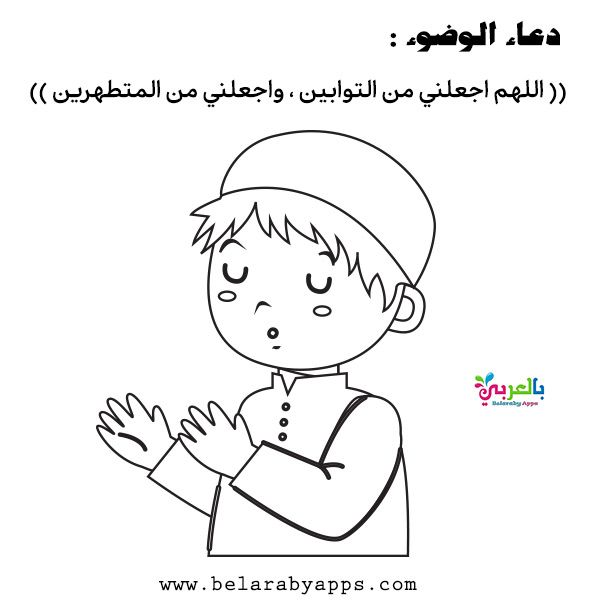 دعاء الوضوء :
(( اللهم اجعلني من التوابين ، واجعلني من المتطهرين ))
بالعربي
Belaraby Apps
www.belarabyapps.com